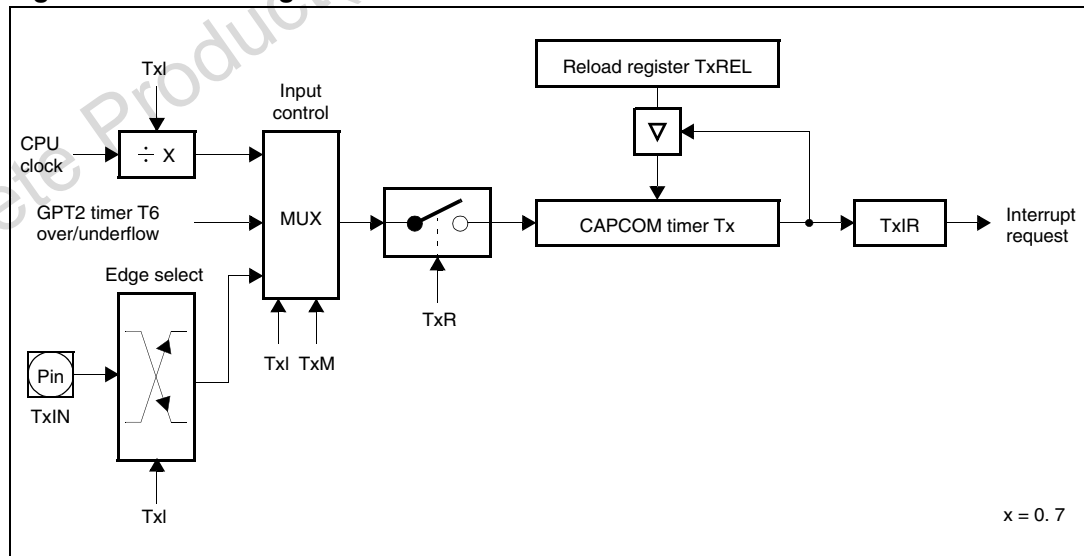 Reload register TxREL
TxI
Input
control
CPU
clock
÷ X
GPT2 timer T6
over/underflow
MUX
CAPCOM timer Tx
TxIR
Interrupt
request
Edge select
TxR
TxI TxM
Pin
TxIN
TxI
x = 0. 7